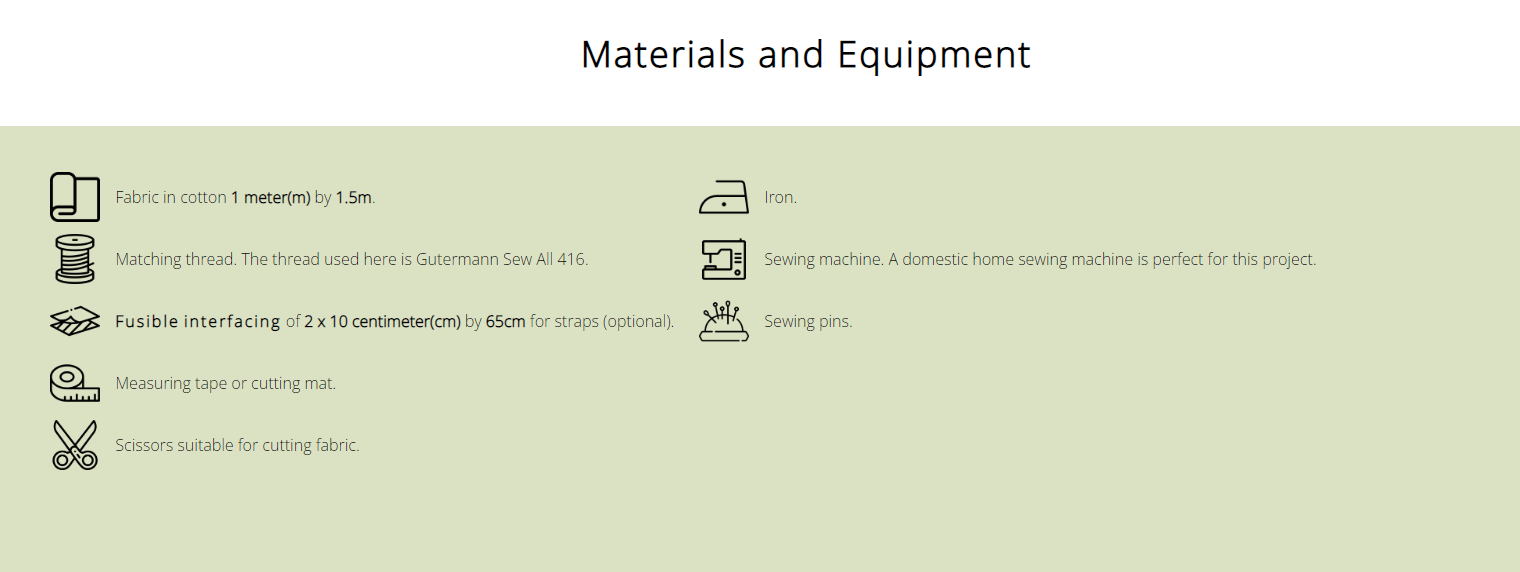 Materials and Equipment
Fabric in cotton 1 meter(m) by 1.5m.
Matching thread. The thread used here is Gutermann Sew All 416.
Fusible interfacing of 2 x 10 centimeter(cm) by 65cm for straps (optional).
Measuring tape or cutting mat.
Scissors suitable for cutting fabric.
Iron.
Sewing machine. A domestic home sewing machine is perfect for this project.
Sewing pins.